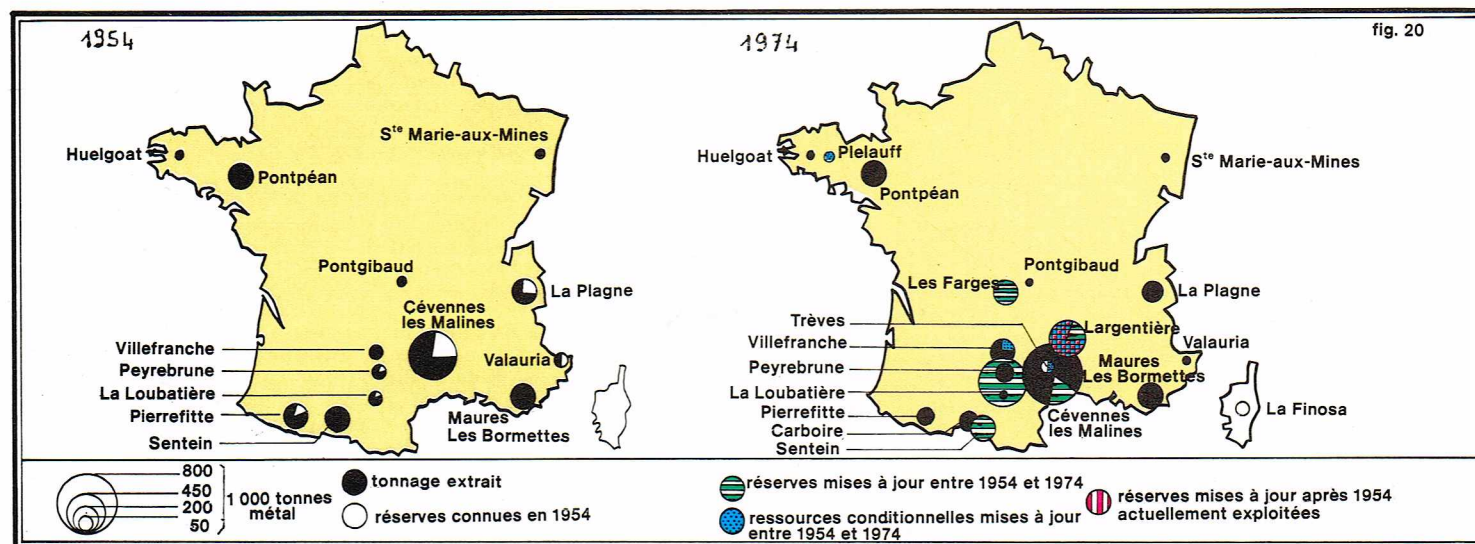 1954
Ste Marie-aux-Mines
Huelgoat
Pontpéan
Pontgibaud
La Plagne
Cévennes
les Malines
Villefranche
Valauria
Peyrebrune
La Loubatière
Pierrefitte
Maures
Les Bormettes
Sentein
1974
fig. 20
Huelgoat
Plelauff
Ste Marie-aux-Mines
Pontpéan
Pontgibaud
Les Farges
La Plagne
Trèves
Largentière
Villefranche
Valauria
Peyrebrune
Maures
Les Bormettes
La Loubatière
Pierrefitte
La Finosa
Carboire
Cévennes
les Malines
Sentein
800
450
200
50
1 000 tonnes
métal
tonnage extrait
réserves connues en 1954
réserves mises à jour entre 1954 et 1974
ressources conditionnelles mises à jour
entre 1954 et 1974
réserves mises à jour après 1954
actuellement exploitées